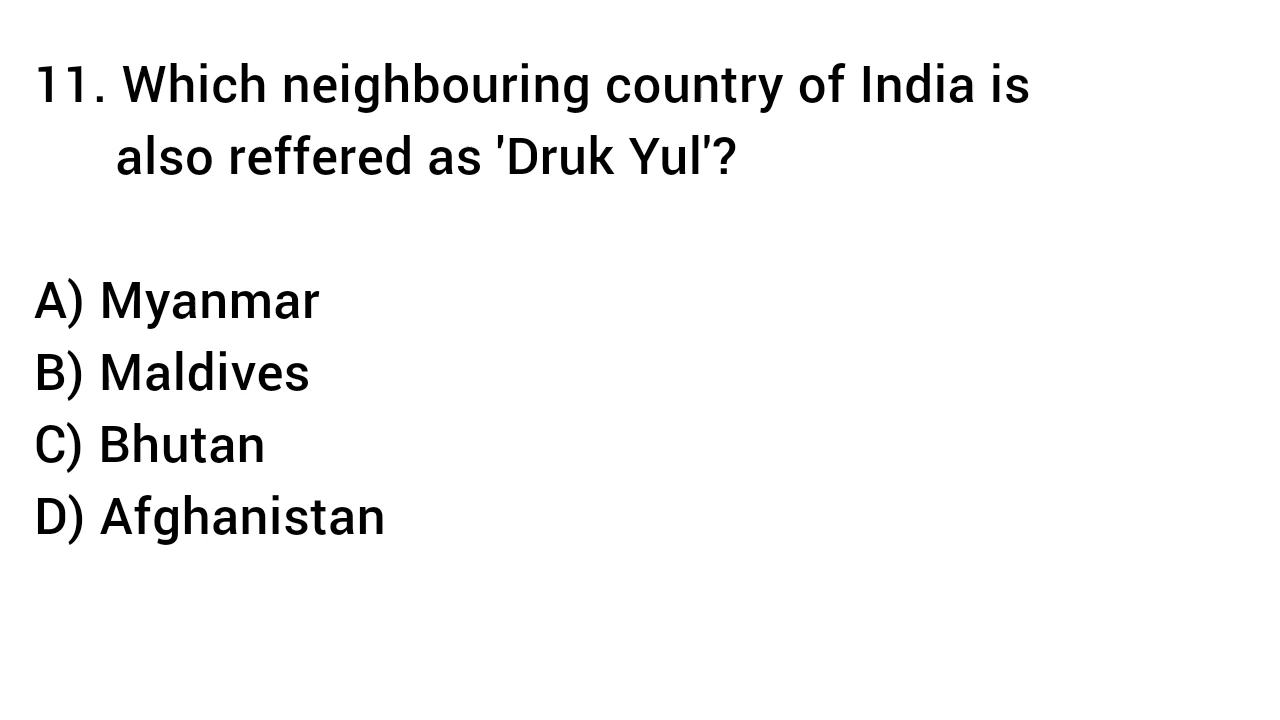 11. Which neighbouring country of India is
also reffered as 'Druk Yul'?
A) Myanmar
B) Maldives
C) Bhutan
D) Afghanistan